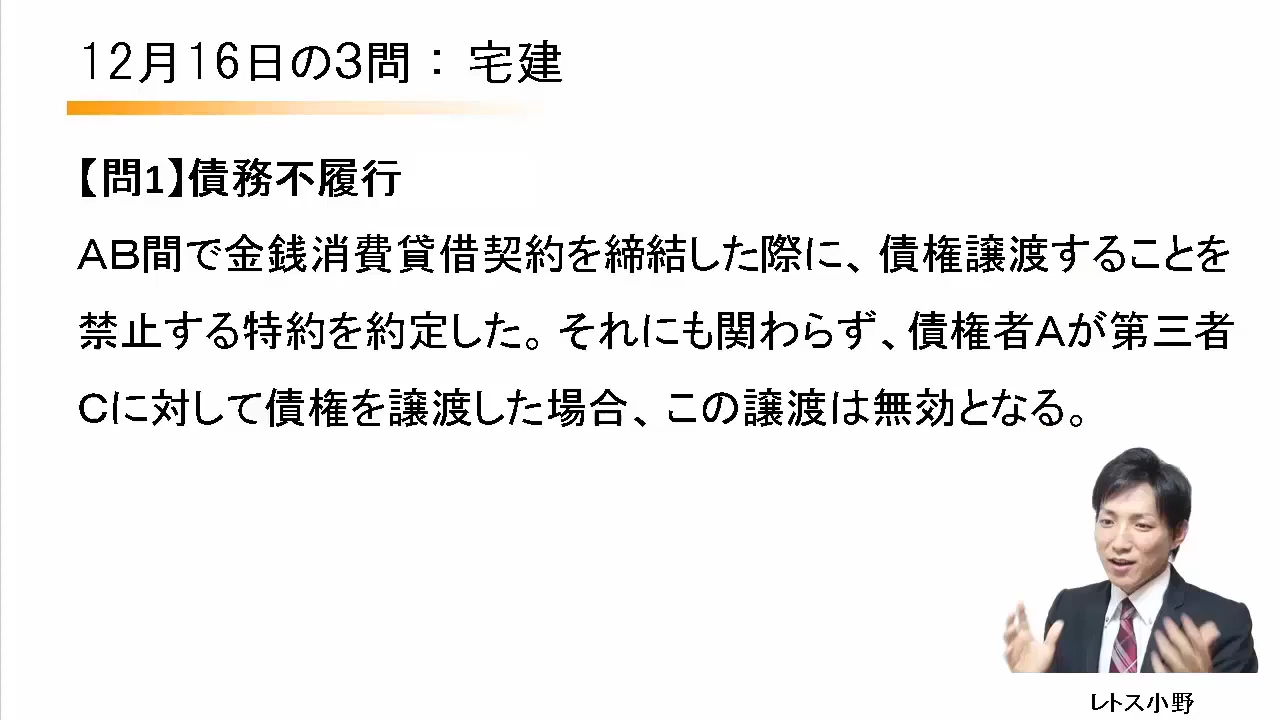 12月16日の3問：宅建
【問1】債務不履行
ＡＢ間で金銭消費貸借契約を締結した際に、債権譲渡することを
禁止する特約を約定した。それにも関わらず、債権者Ａが第三者
Ｃに対して債権を譲渡した場合、この譲渡は無効となる。
レトス小野